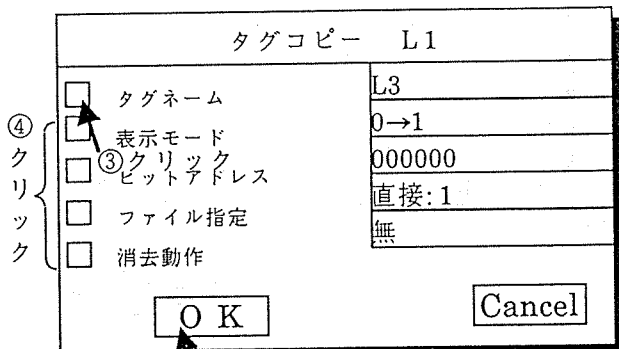 タグコピー L1
タグネーム L3
表示モード 0→1
③クリック
ビットアドレス 000000
ファイル指定 直接:1
消去動作 無
④クリック
OK Cancel